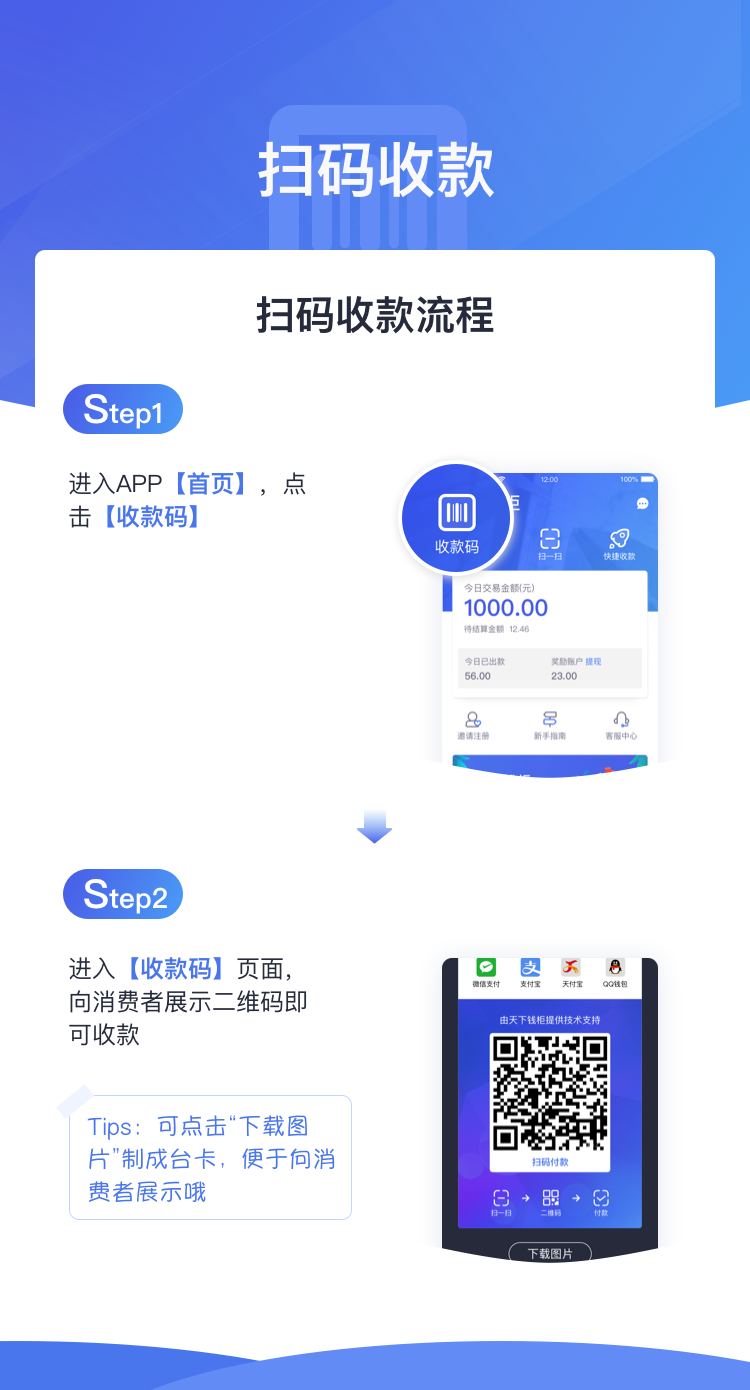 扫码收款
扫码收款流程
Step1
进入APP【首页】，点
击【收款码】
12:00
100%
收款码
扫一扫
快捷收款
今日交易金额(元)
1000.00
待结算金额 12.46
今日已出款
奖励账户 提现
56.00
23.00
邀请注册
新手指南
客服中心
Step2
进入【收款码】页面，
向消费者展示二维码即
可收款
Tips：可点击“下载图
片”制成台卡，便于向消
费者展示哦
微信支付
支付宝
天付宝
QQ钱包
由天下钱柜提供技术支持
扫码付款
扫一扫
二维码
付款
下载图片